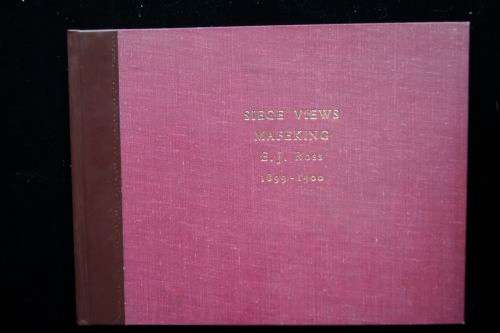 SIEGE VIEWS
MAFEKING
E. J. Ross
1899-1900